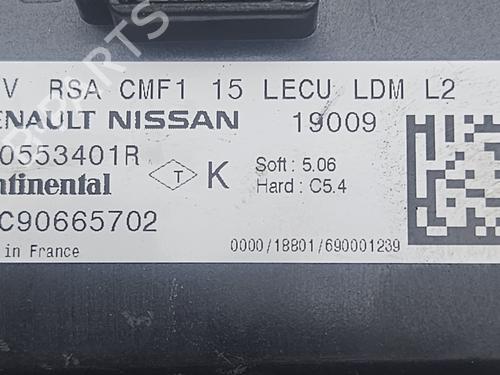 V RSA CMF1 15 LECU LDM L2
ENAULT NISSAN 19009
0553401R
ntinental T K Soft : 5.06
Hard : C5.4
C90665702
in France 0000/18801/690001239